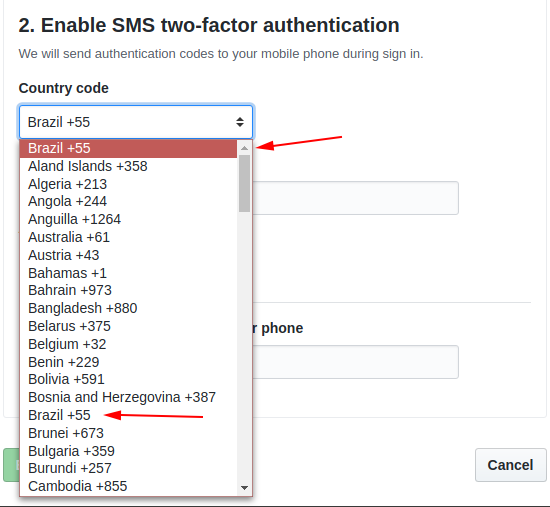 2. Enable SMS two-factor authentication
We will send authentication codes to your mobile phone during sign in.
Country code
Brazil +55
Brazil +55
Aland Islands +358
Algeria +213
Angola +244
Anguilla +1264
Australia +61
Austria +43
Bahamas +1
Bahrain +973
Bangladesh +880
Belarus +375
r phone
Belgium +32
Benin +229
Bolivia +591
Bosnia and Herzegovina +387
Brazil +55
Brunei +673
Bulgaria +359
Burundi +257
Cancel
Cambodia +855